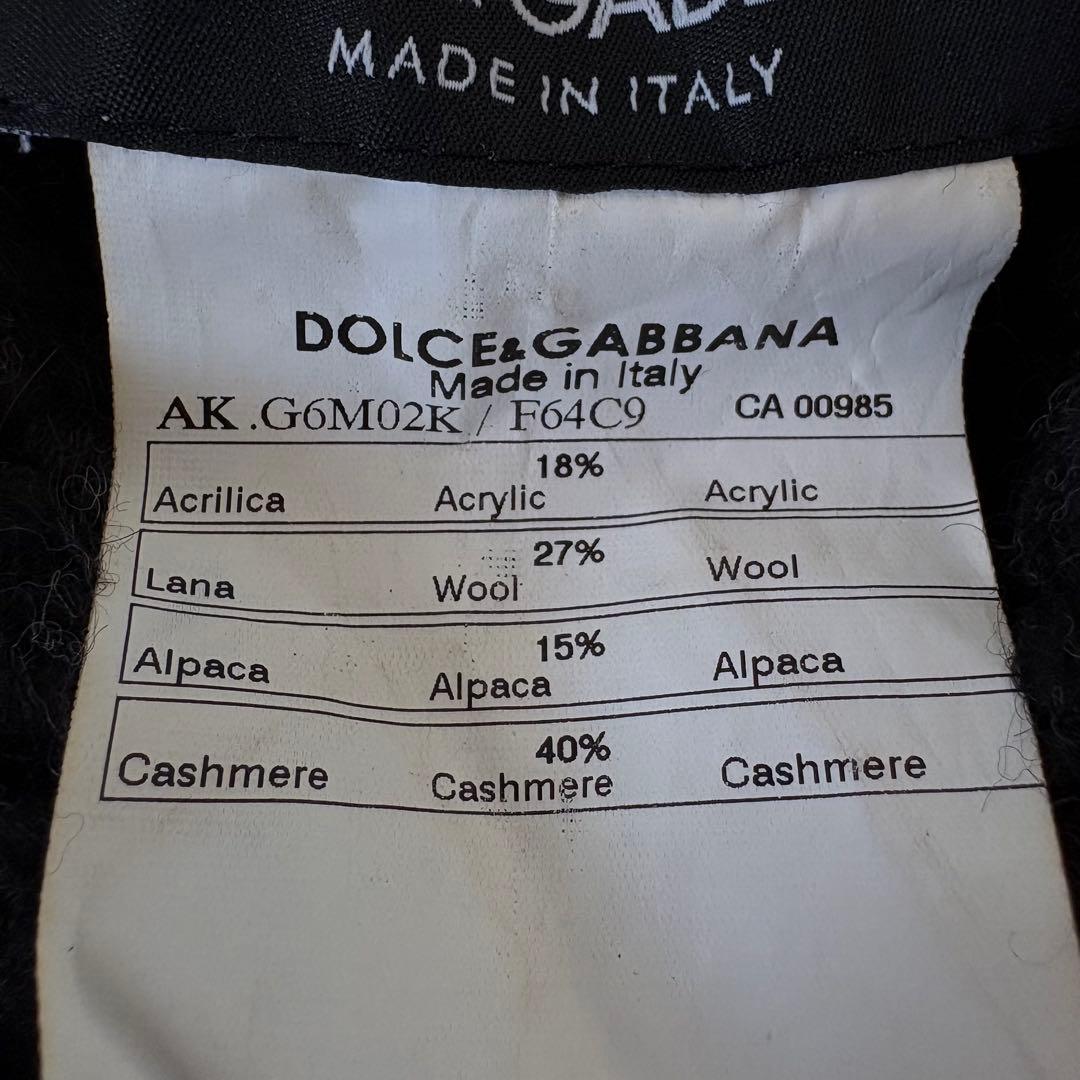 MADE IN ITALY
DOLCE&GABBANA
Made in Italy
AK .G6M02K / F64C9 CA 00985
18%
Acrilica Acrylic Acrylic
27%
Lana Wool Wool
15%
Alpaca Alpaca Alpaca
40%
Cashmere Cashmere Cashmere